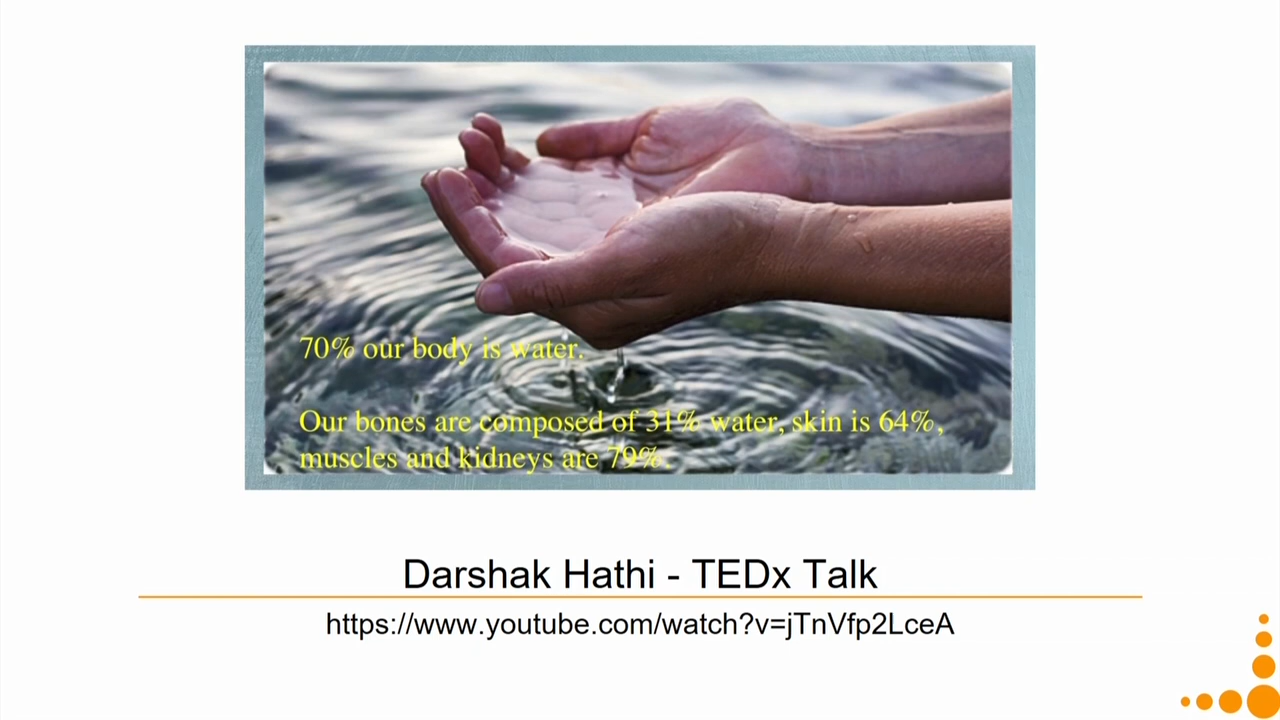 70% our body is water.
Our bones are composed of 31% water, skin is 64%,
muscles and kidneys are 79%.
Darshak Hathi - TEDx Talk
https://www.youtube.com/watch?v=jTnVfp2LceA